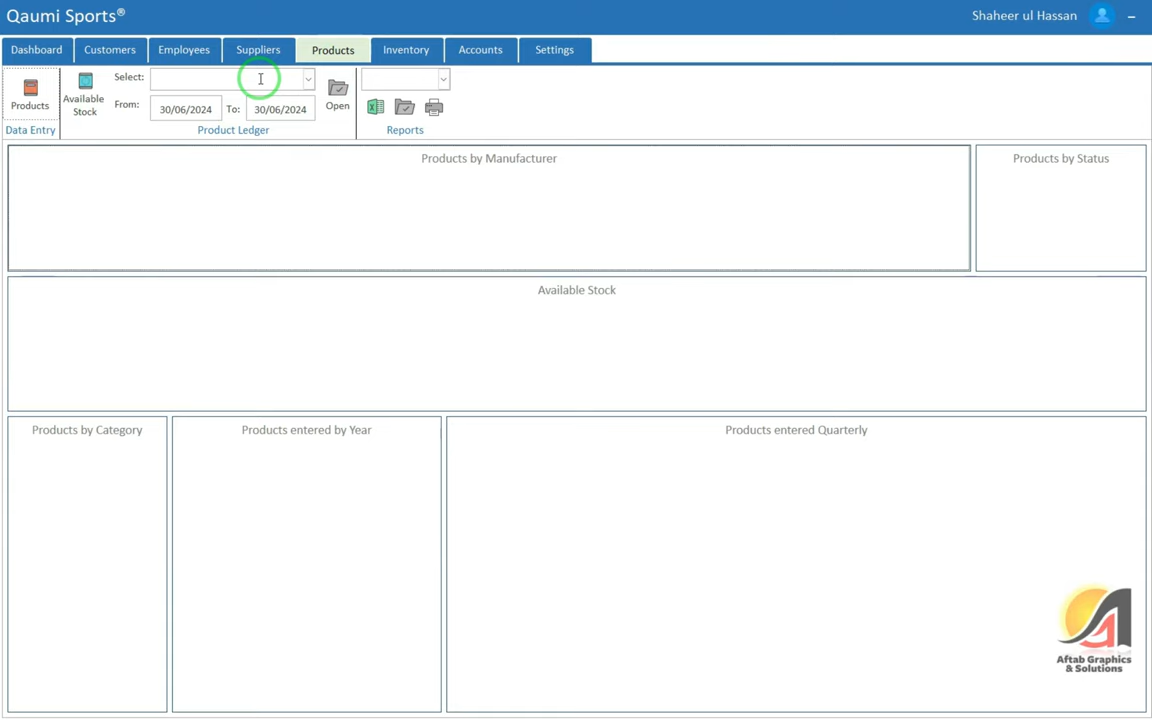 Qaumi Sports®
Shaheer ul Hassan
Dashboard Customers Employees Suppliers Products Inventory Accounts Settings
Products
Data Entry
Available
Stock
Select:
From: 30/06/2024 To: 30/06/2024
Open
Product Ledger
Reports
Products by Manufacturer
Products by Status
Available Stock
Products by Category
Products entered by Year
Products entered Quarterly
Aftab Graphics
& Solutions